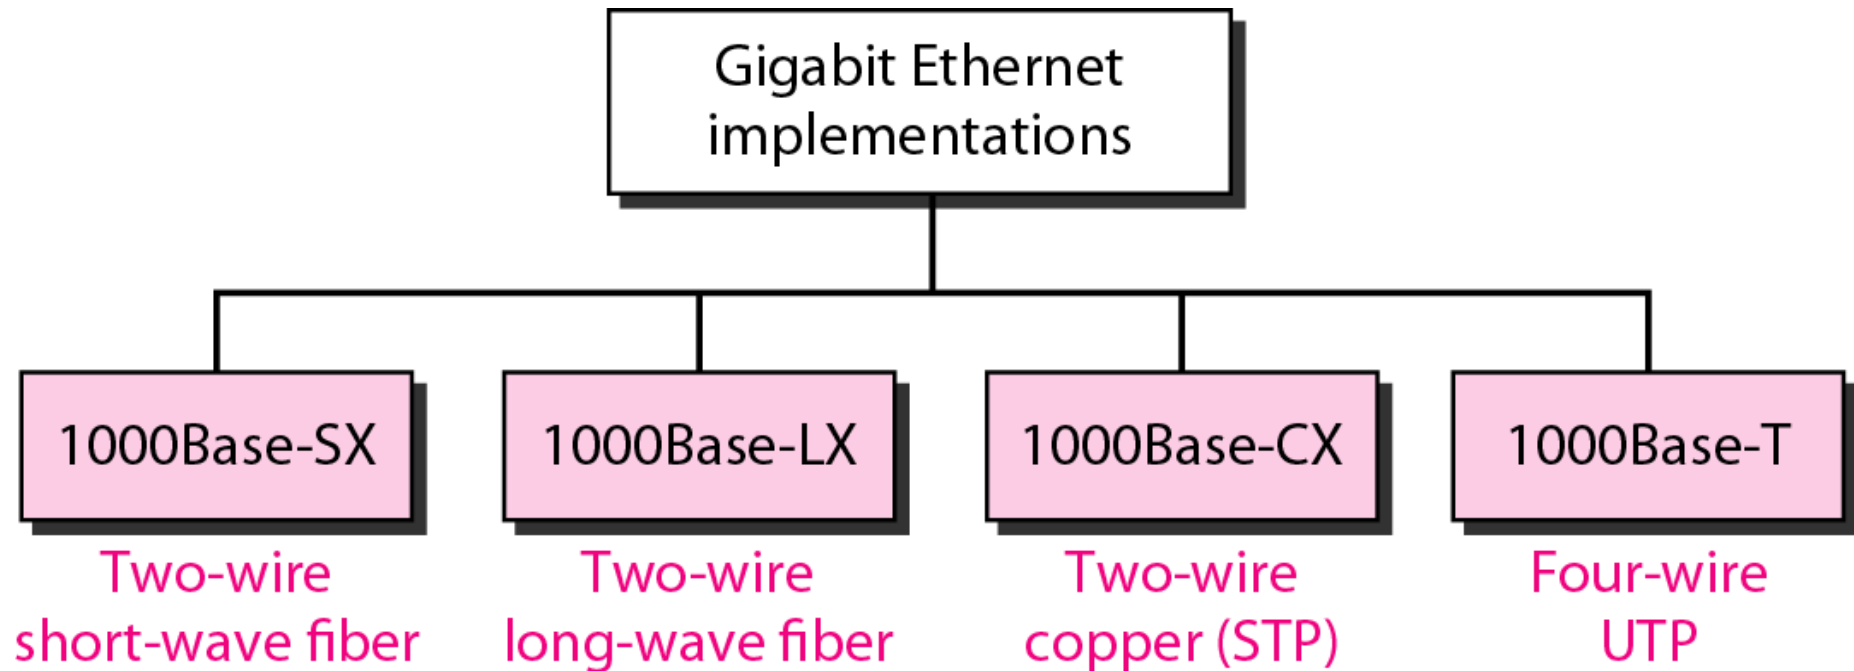 Gigabit Ethernet
implementations
1000Base-SX
1000Base-LX
1000Base-CX
1000Base-T
Two-wire
short-wave fiber
Two-wire
long-wave fiber
Two-wire
copper (STP)
Four-wire
UTP